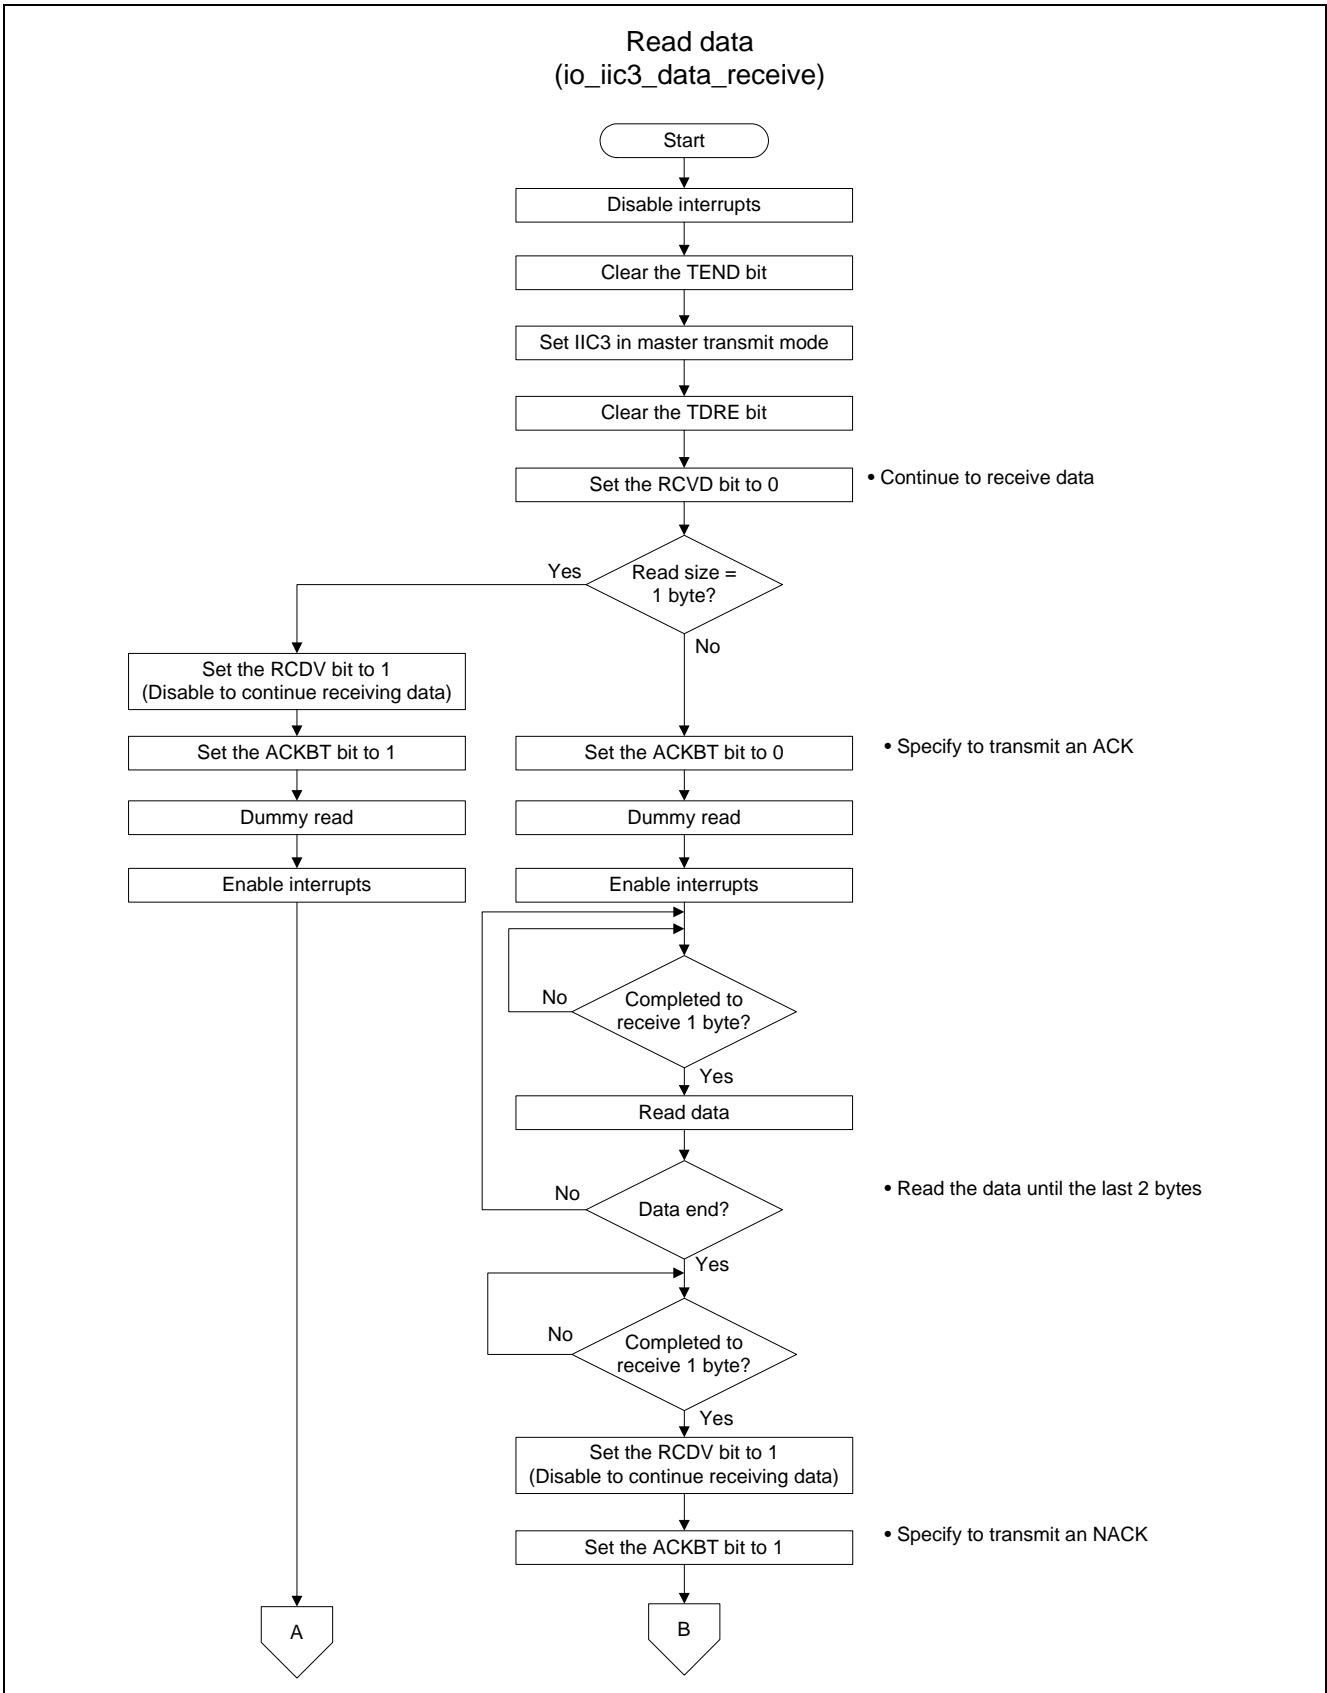 Read data
(io_iic3_data_receive)
Start
Disable interrupts
Clear the TEND bit
Set IIC3 in master transmit mode
Clear the TDRE bit
Set the RCVD bit to 0
• Continue to receive data
Read size =
1 byte?
Yes
No
Set the RCDV bit to 1
(Disable to continue receiving data)
Set the ACKBT bit to 1
Set the ACKBT bit to 0
• Specify to transmit an ACK
Dummy read
Dummy read
Enable interrupts
Enable interrupts
Completed to
receive 1 byte?
No
Yes
Read data
Data end?
No
• Read the data until the last 2 bytes
Yes
Completed to
receive 1 byte?
No
Yes
Set the RCDV bit to 1
(Disable to continue receiving data)
Set the ACKBT bit to 1
• Specify to transmit an NACK
A
B